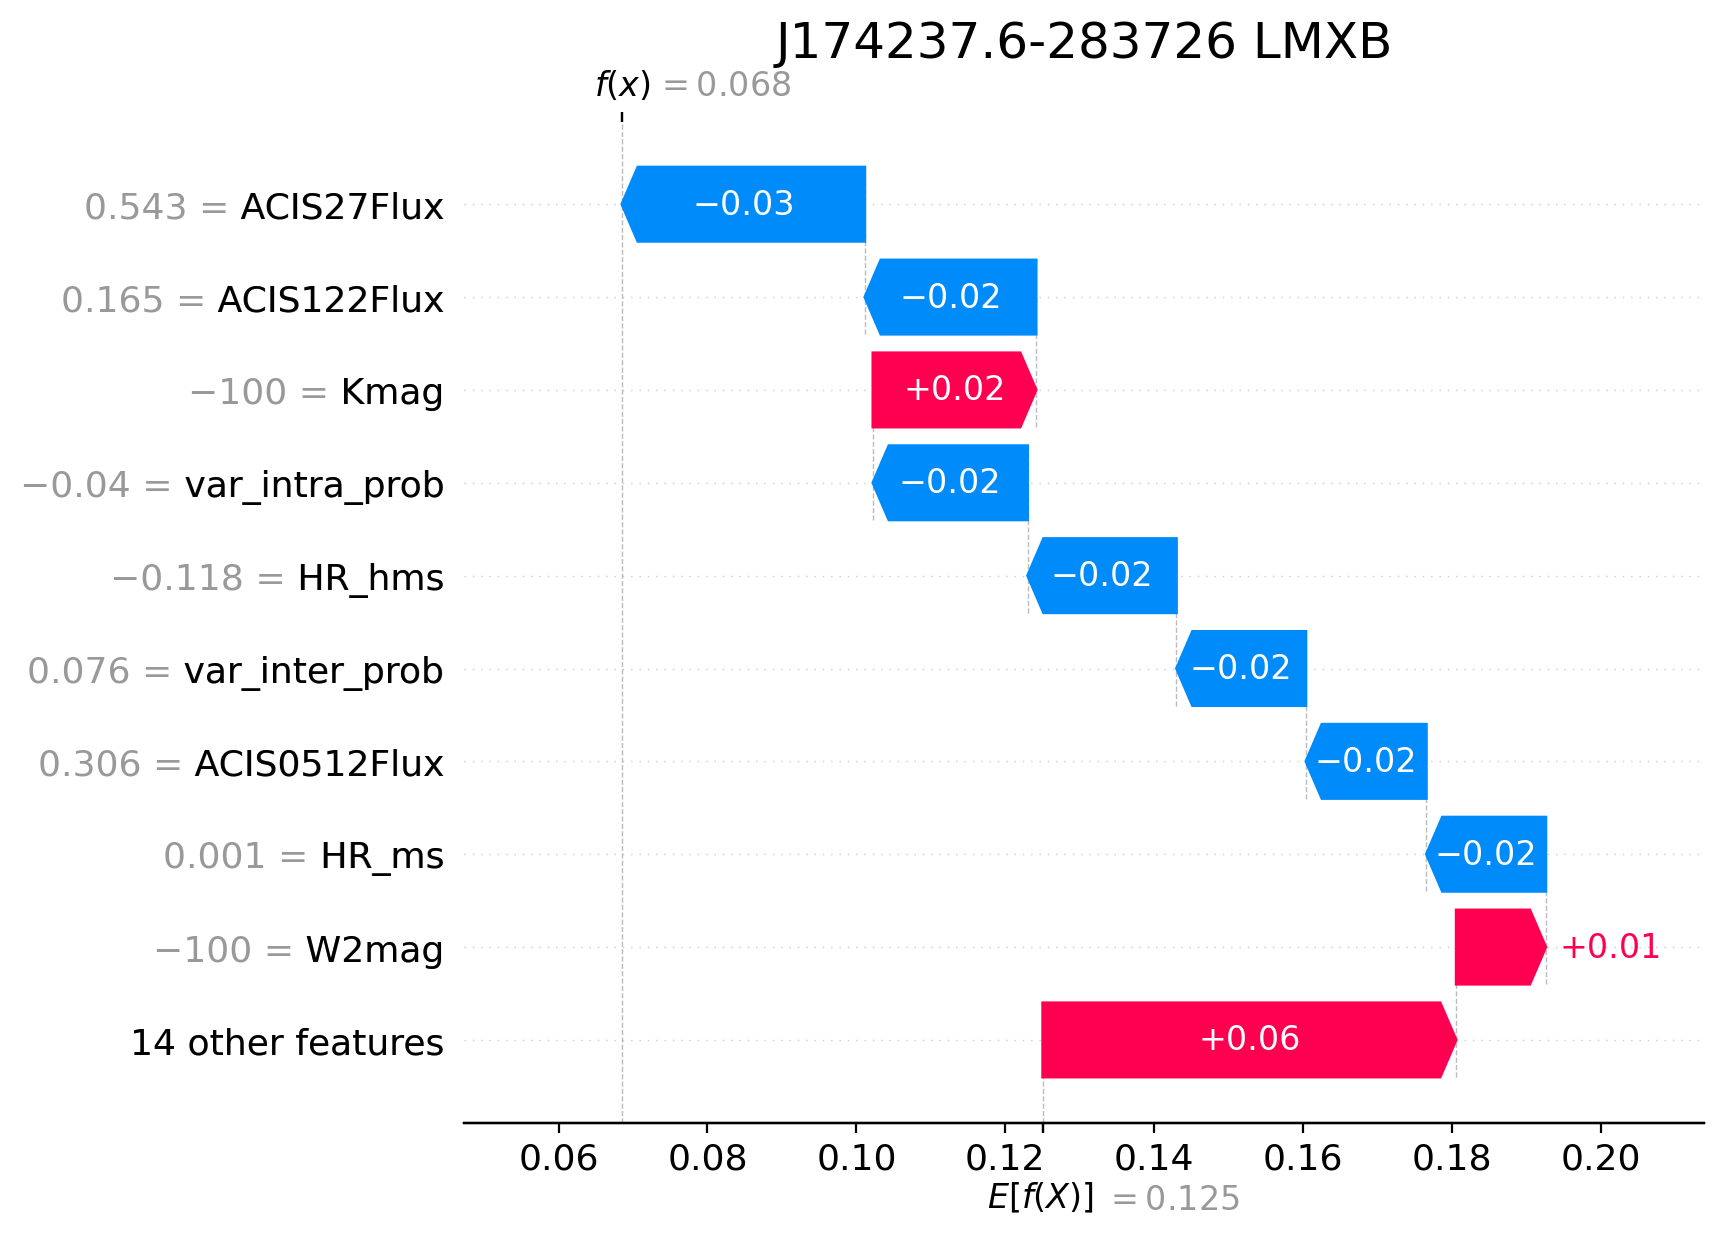 J174237.6-283726 LMXB
f(x) = 0.068
0.543 = ACIS27Flux −0.03
0.165 = ACIS122Flux −0.02
−100 = Kmag +0.02
−0.04 = var_intra_prob −0.02
−0.118 = HR_hms −0.02
0.076 = var_inter_prob −0.02
0.306 = ACIS0512Flux −0.02
0.001 = HR_ms −0.02
−100 = W2mag +0.01
14 other features +0.06
0.06 0.08 0.10 0.12 0.14 0.16 0.18 0.20
E[f(X)] = 0.125